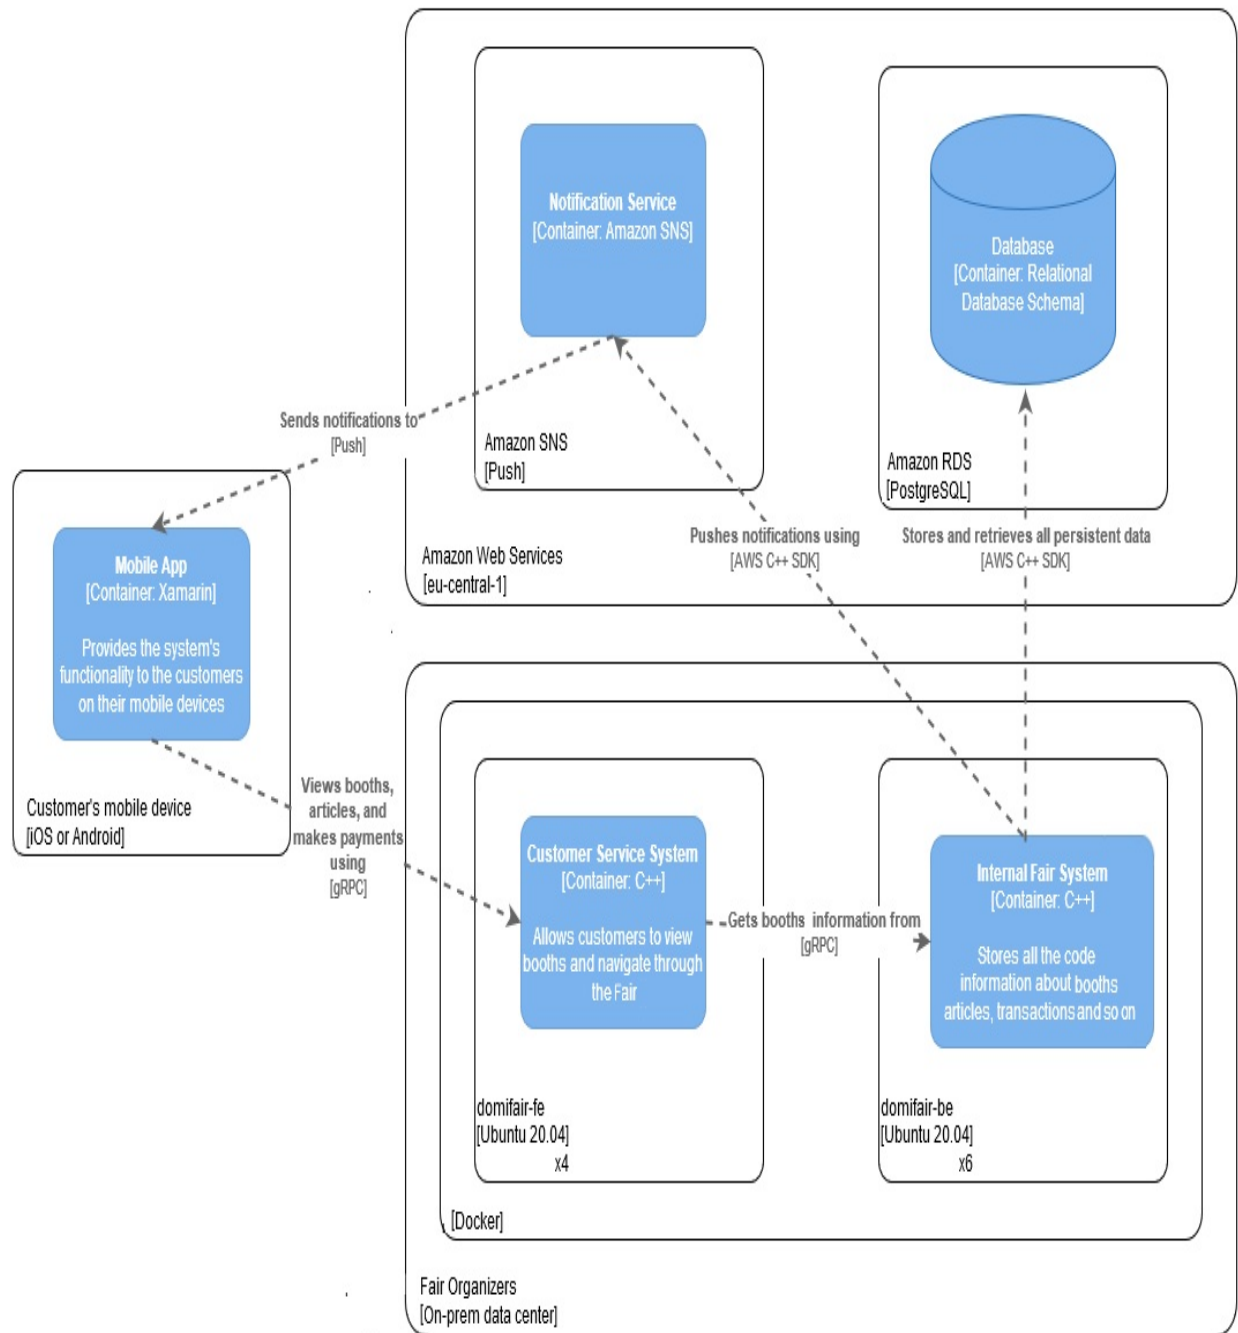 Notification Service
[Container: Amazon SNS]
Database
[Container: Relational
Database Schema]
Sends notifications to
[Push]
Amazon SNS
[Push]
Amazon RDS
[PostgreSQL]
Pushes notifications using
[AWS C++ SDK]
Stores and retrieves all persistent data
[AWS C++ SDK]
Amazon Web Services
[eu-central-1]
Mobile App
[Container: Xamarin]
Provides the system's
functionality to the customers
on their mobile devices
Customer's mobile device
[iOS or Android]
Views booths,
articles, and
makes payments
using
[gRPC]
Customer Service System
[Container: C++]
Allows customers to view
booths and navigate through
the Fair
Gets booths information from
[gRPC]
Internal Fair System
[Container: C++]
Stores all the code
information about booths
articles, transactions and so on
domifair-fe
[Ubuntu 20.04]
x4
domifair-be
[Ubuntu 20.04]
x6
[Docker]
Fair Organizers
[On-prem data center]